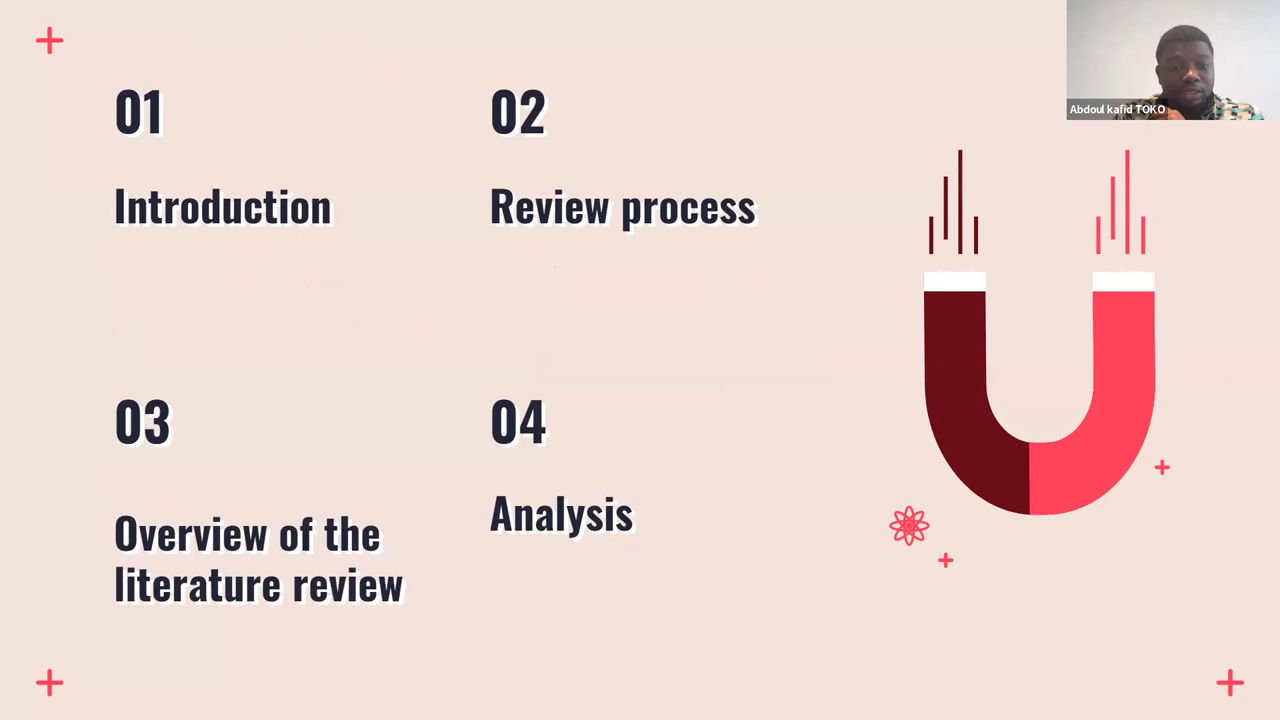 01
Introduction
02
Review process
03
Overview of the
literature review
04
Analysis
Abdoul kafid TOKO